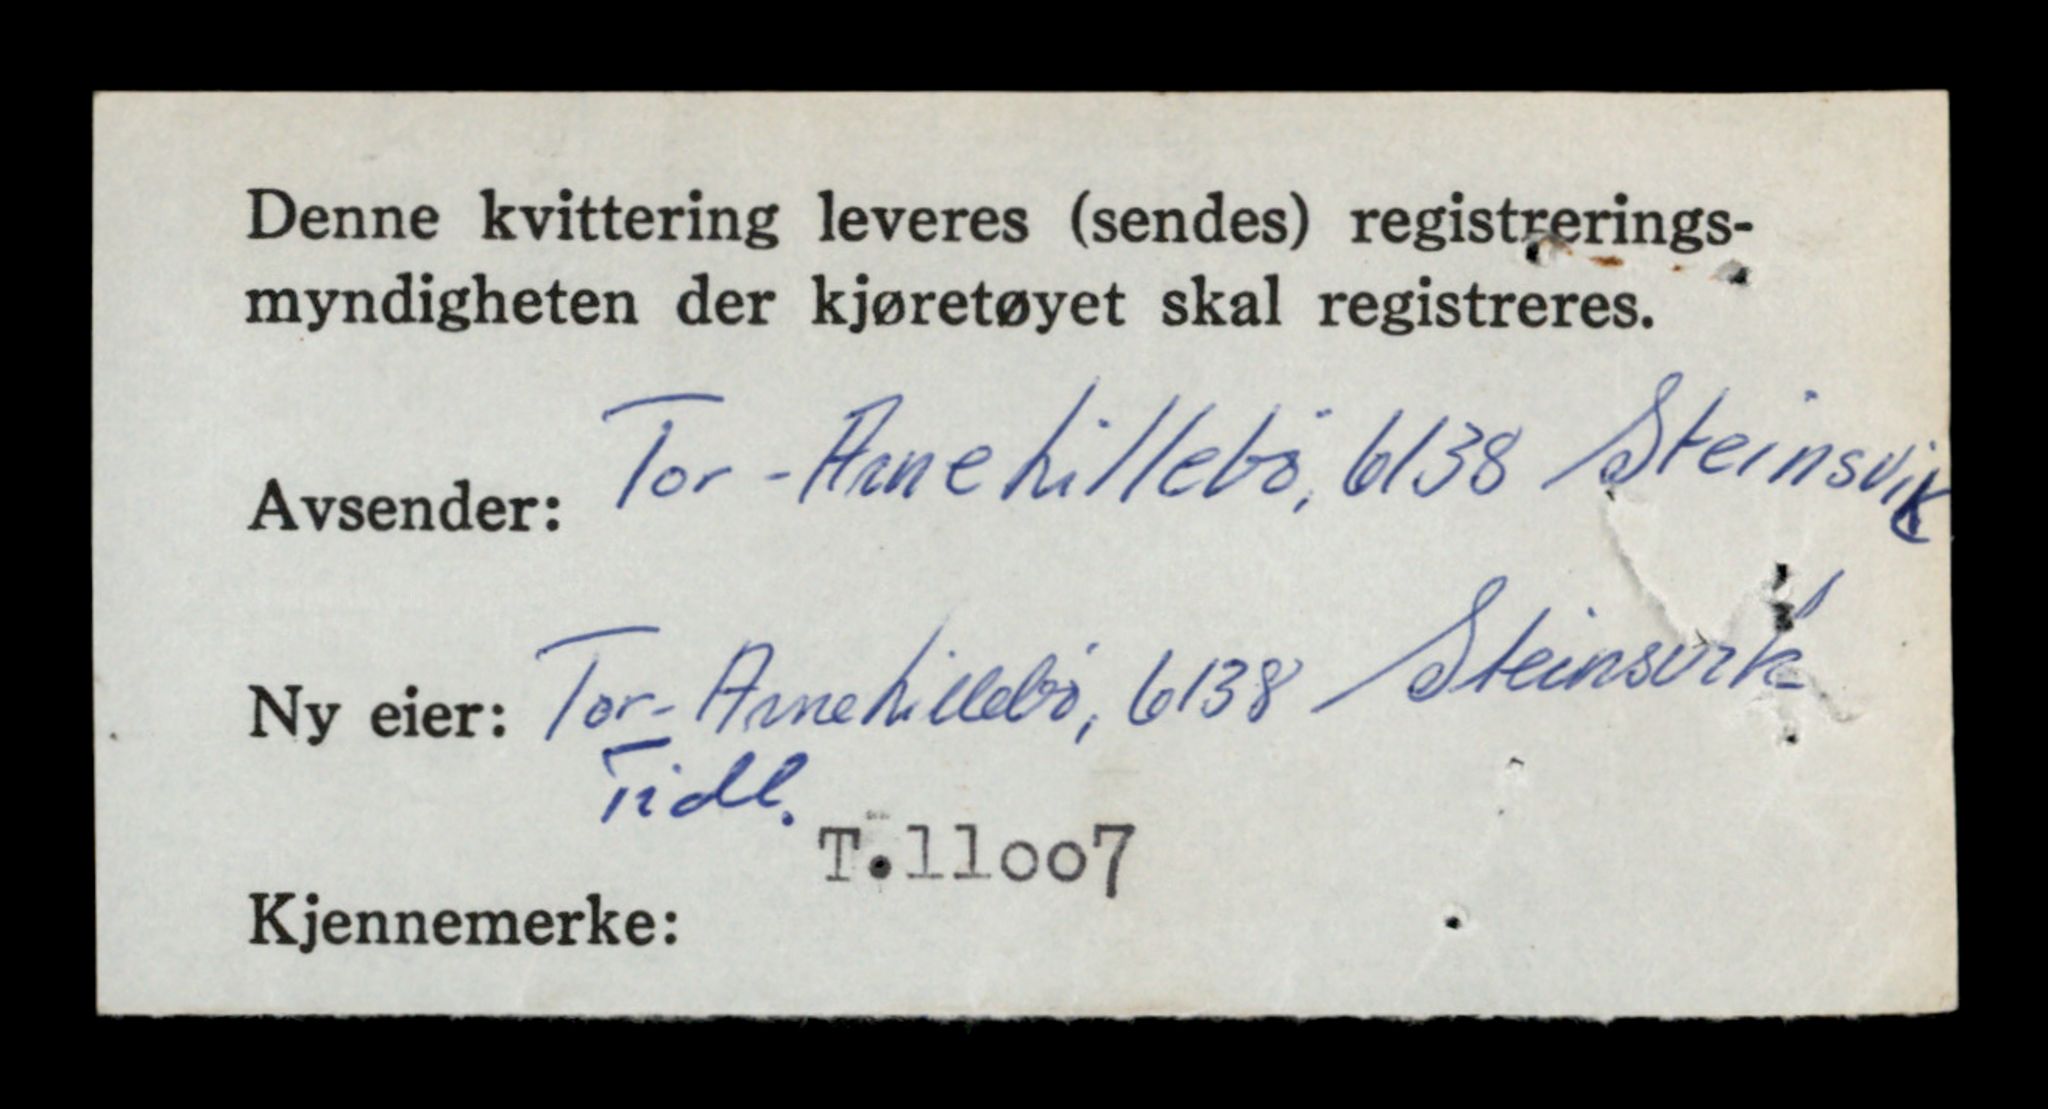 Denne kvittering leveres (sendes) registrerings-
myndigheten der kjøretøyet skal registreres.
Avsender: Tor-Arne Lillebö, 6138 Steinsvik
Ny eier: Tor-Arne Lillebö, 6138 Steinsvik
Tidl.
T.11007
Kjennemerke: